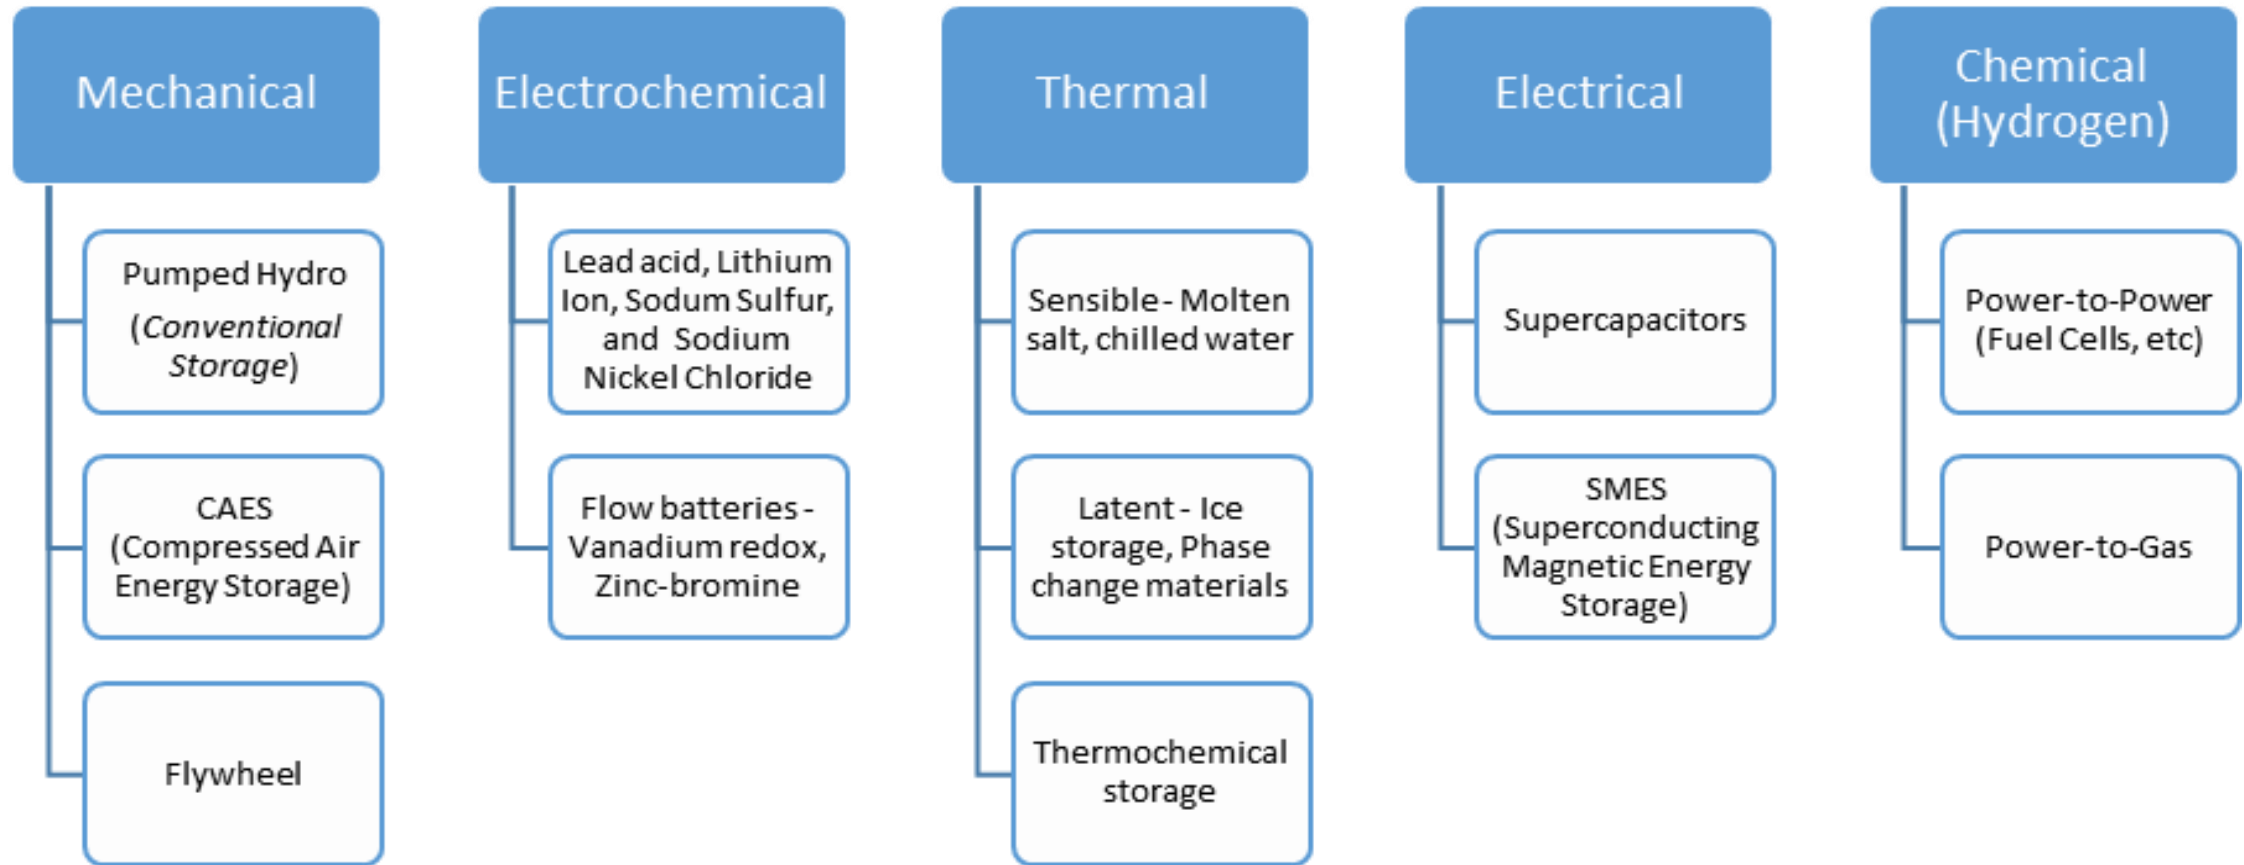 Mechanical
Pumped Hydro
(Conventional
Storage)
CAES
(Compressed Air
Energy Storage)
Flywheel
Electrochemical
Lead acid, Lithium
Ion, Sodum Sulfur,
and Sodium
Nickel Chloride
Flow batteries -
Vanadium redox,
Zinc-bromine
Thermal
Sensible - Molten
salt, chilled water
Latent - Ice
storage, Phase
change materials
Thermochemical
storage
Electrical
Supercapacitors
SMES
(Superconducting
Magnetic Energy
Storage)
Chemical
(Hydrogen)
Power-to-Power
(Fuel Cells, etc)
Power-to-Gas